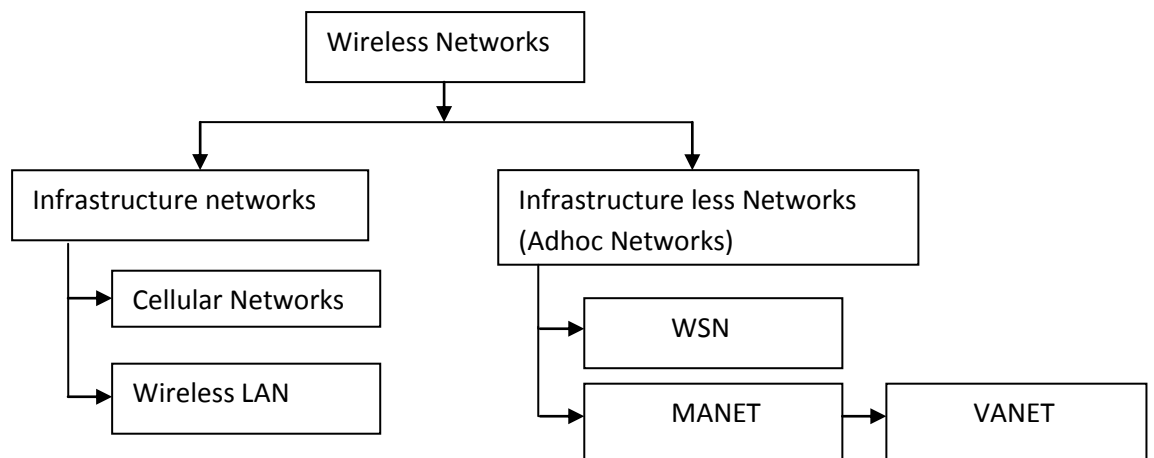 Wireless Networks
Infrastructure networks
Infrastructure less Networks
(Adhoc Networks)
Cellular Networks
WSN
Wireless LAN
MANET
VANET